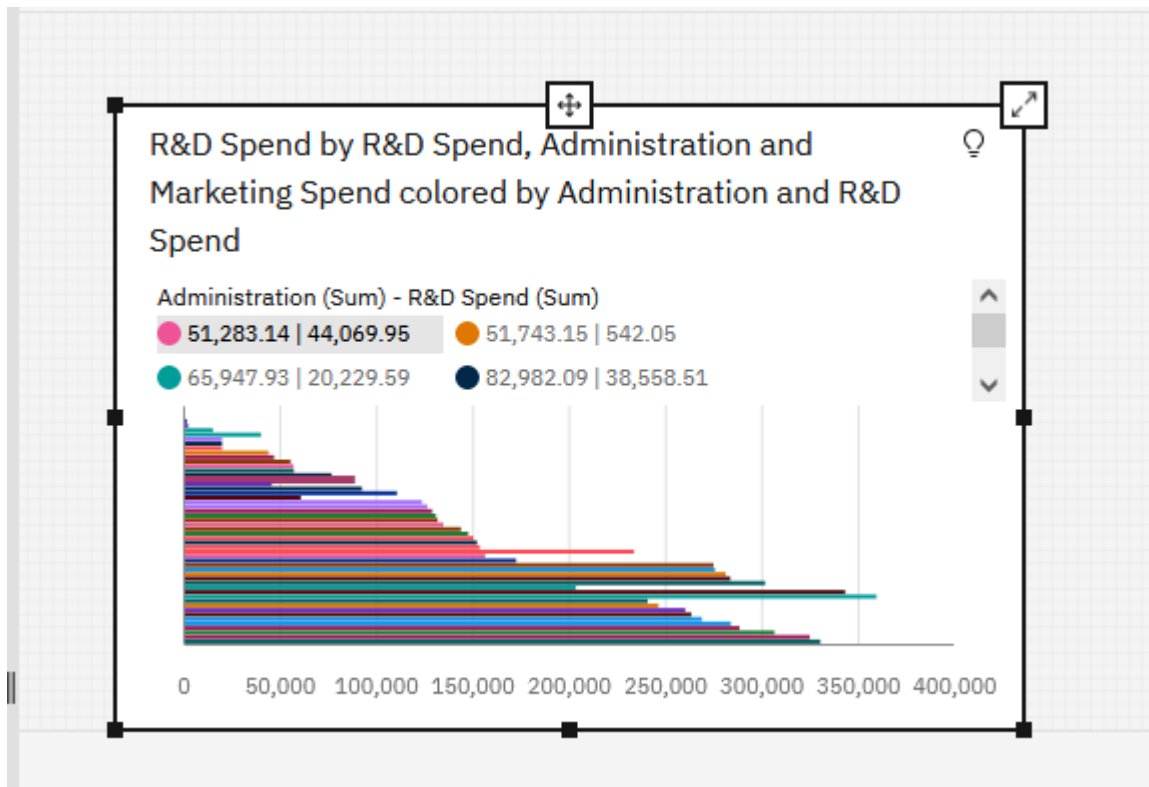 R&D Spend by R&D Spend, Administration and
Marketing Spend colored by Administration and R&D
Spend
Administration (Sum) - R&D Spend (Sum)
51,283.14 | 44,069.95
51,743.15 | 542.05
65,947.93 | 20,229.59
82,982.09 | 38,558.51
0 50,000 100,000 150,000 200,000 250,000 300,000 350,000 400,000